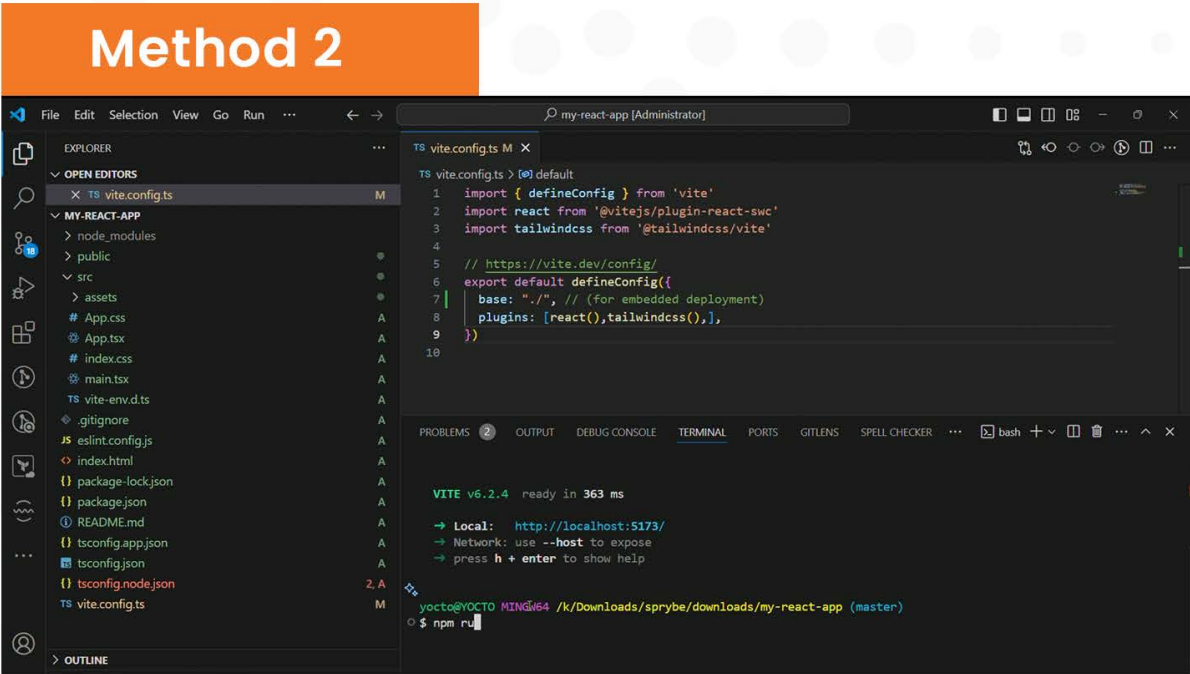 Method 2
File Edit Selection View Go Run ··· ← → my-react-app [Administrator]
EXPLORER ···
OPEN EDITORS
TS vite.config.ts M
MY-REACT-APP
node_modules
public
src
assets
# App.css A
App.tsx A
# index.css A
main.tsx A
TS vite-env.d.ts A
.gitignore A
JS eslint.config.js A
<> index.html A
{} package-lock.json A
{} package.json A
README.md A
{} tsconfig.app.json A
TS tsconfig.json A
{} tsconfig.node.json 2, A
TS vite.config.ts M
OUTLINE
18
TS vite.config.ts M
TS vite.config.ts > default
1 import { defineConfig } from 'vite'
2 import react from '@vitejs/plugin-react-swc'
3 import tailwindcss from '@tailwindcss/vite'
4
5 // https://vite.dev/config/
6 export default defineConfig({
7 base: "./", // (for embedded deployment)
8 plugins: [react(),tailwindcss(),],
9 })
10
PROBLEMS 2 OUTPUT DEBUG CONSOLE TERMINAL PORTS GITLENS SPELL CHECKER ··· bash
VITE v6.2.4 ready in 363 ms
→ Local: http://localhost:5173/
→ Network: use --host to expose
→ press h + enter to show help
yocto@YOCTO MINGW64 /k/Downloads/sprybe/downloads/my-react-app (master)
$ npm ru